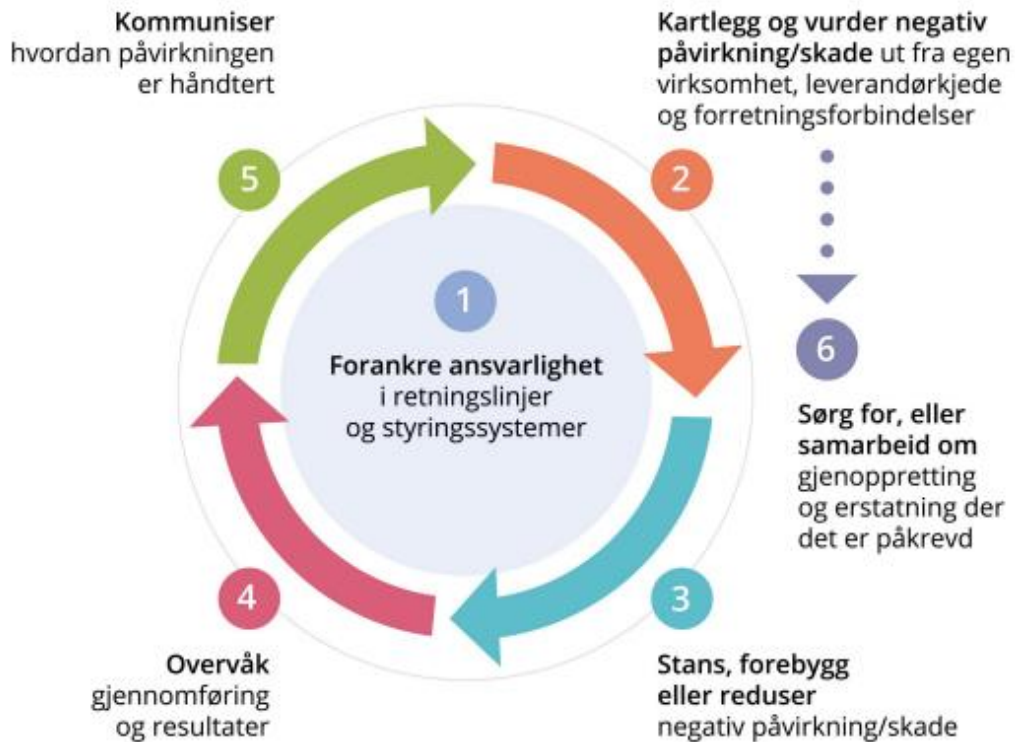 Kommuniser
hvordan påvirkningen
er håndtert
5
Kartlegg og vurder negativ
påvirkning/skade ut fra egen
virksomhet, leverandørkjede
og forretningsforbindelser
2
1
Forankre ansvarlighet
i retningslinjer
og styringssystemer
6
Sørg for, eller
samarbeid om
gjenoppretting
og erstatning der
det er påkrevd
4
Overvåk
gjennomføring
og resultater
3
Stans, forebygg
eller reduser
negativ påvirkning/skade